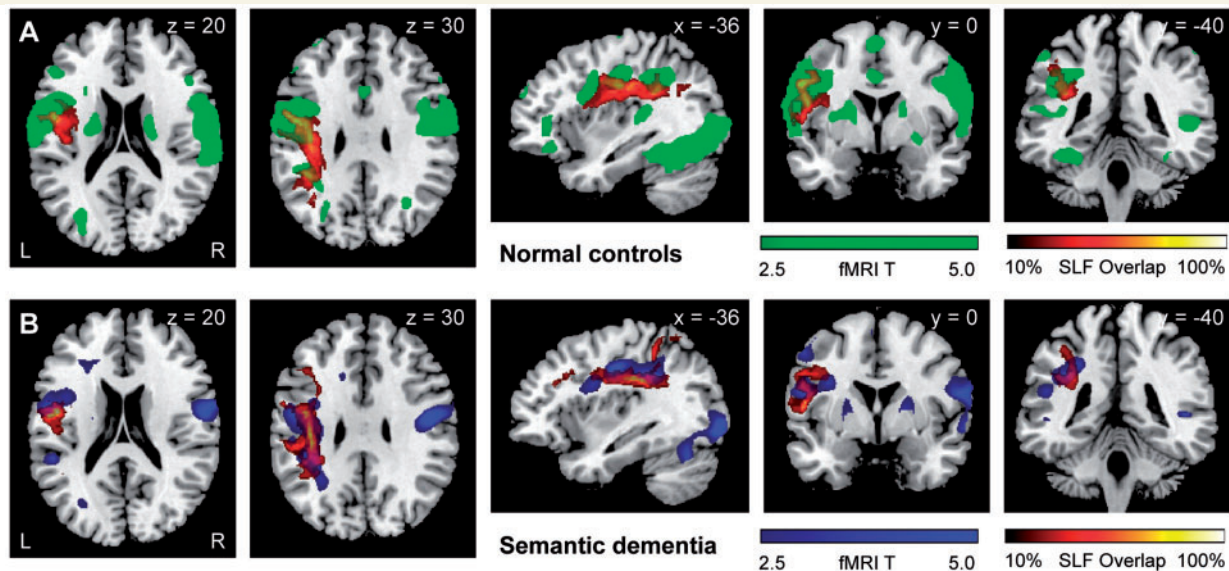 A z = 20 z = 30 x = -36 y = 0 y = -40
L R
Normal controls
2.5 fMRI T 5.0 10% SLF Overlap 100%
B z = 20 z = 30 x = -36 y = 0 y = -40
L R
Semantic dementia
2.5 fMRI T 5.0 10% SLF Overlap 100%